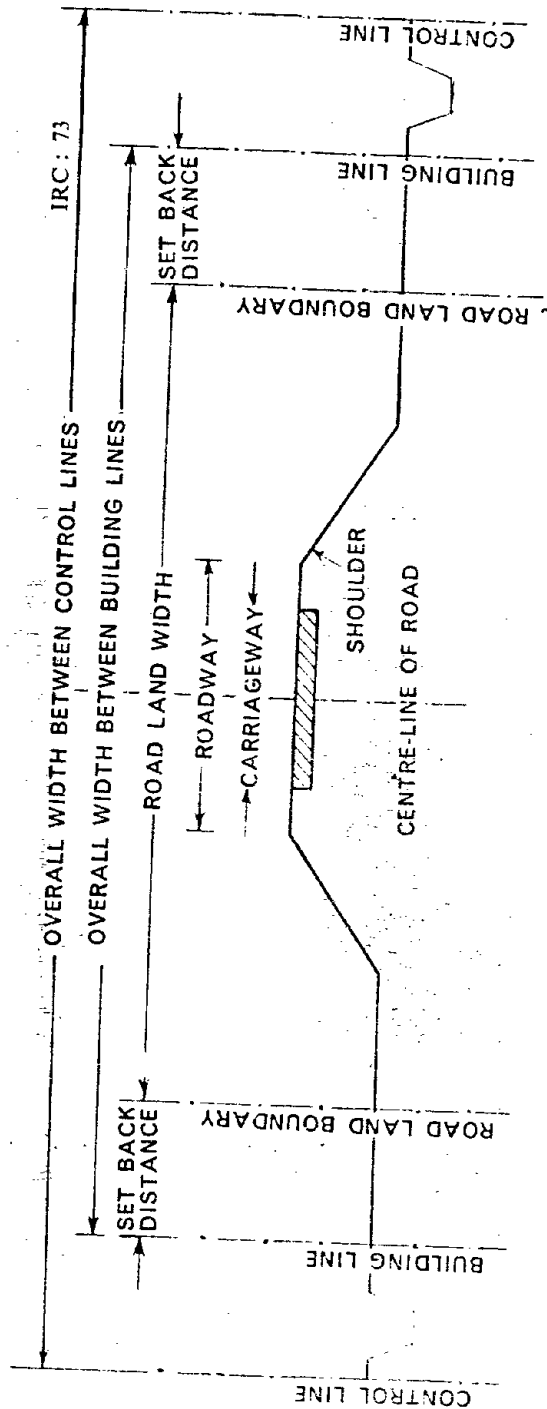 IRC : 73
OVERALL WIDTH BETWEEN CONTROL LINES
OVERALL WIDTH BETWEEN BUILDING LINES
SET BACK
DISTANCE
ROAD LAND WIDTH
SET BACK
DISTANCE
ROADWAY
CARRIAGEWAY
SHOULDER
CENTRE-LINE OF ROAD
CONTROL LINE
BUILDING LINE
ROAD LAND BOUNDARY
ROAD LAND BOUNDARY
BUILDING LINE
CONTROL LINE